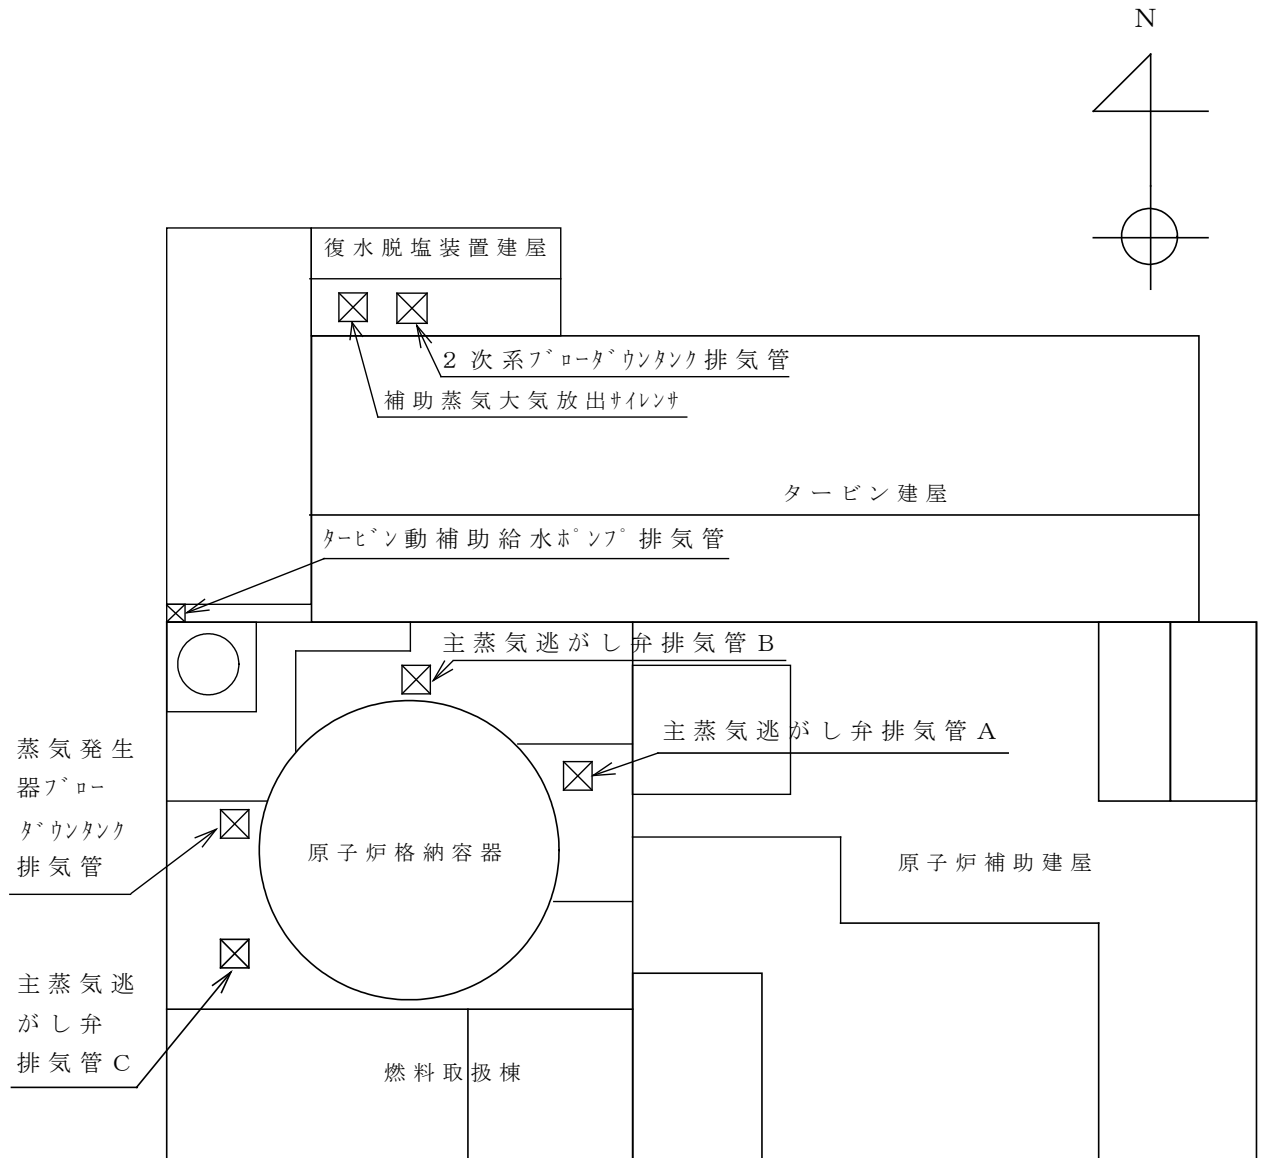 N
復水脱塩装置建屋
2次系ブローダウンタンク排気管
補助蒸気大気放出サイレンサ
タービン建屋
タービン動補助給水ポンプ排気管
主蒸気逃がし弁排気管B
主蒸気逃がし弁排気管A
蒸気発生
器ブロー
ダウンタンク
排気管
原子炉格納容器
原子炉補助建屋
主蒸気逃
がし弁
排気管C
燃料取扱棟